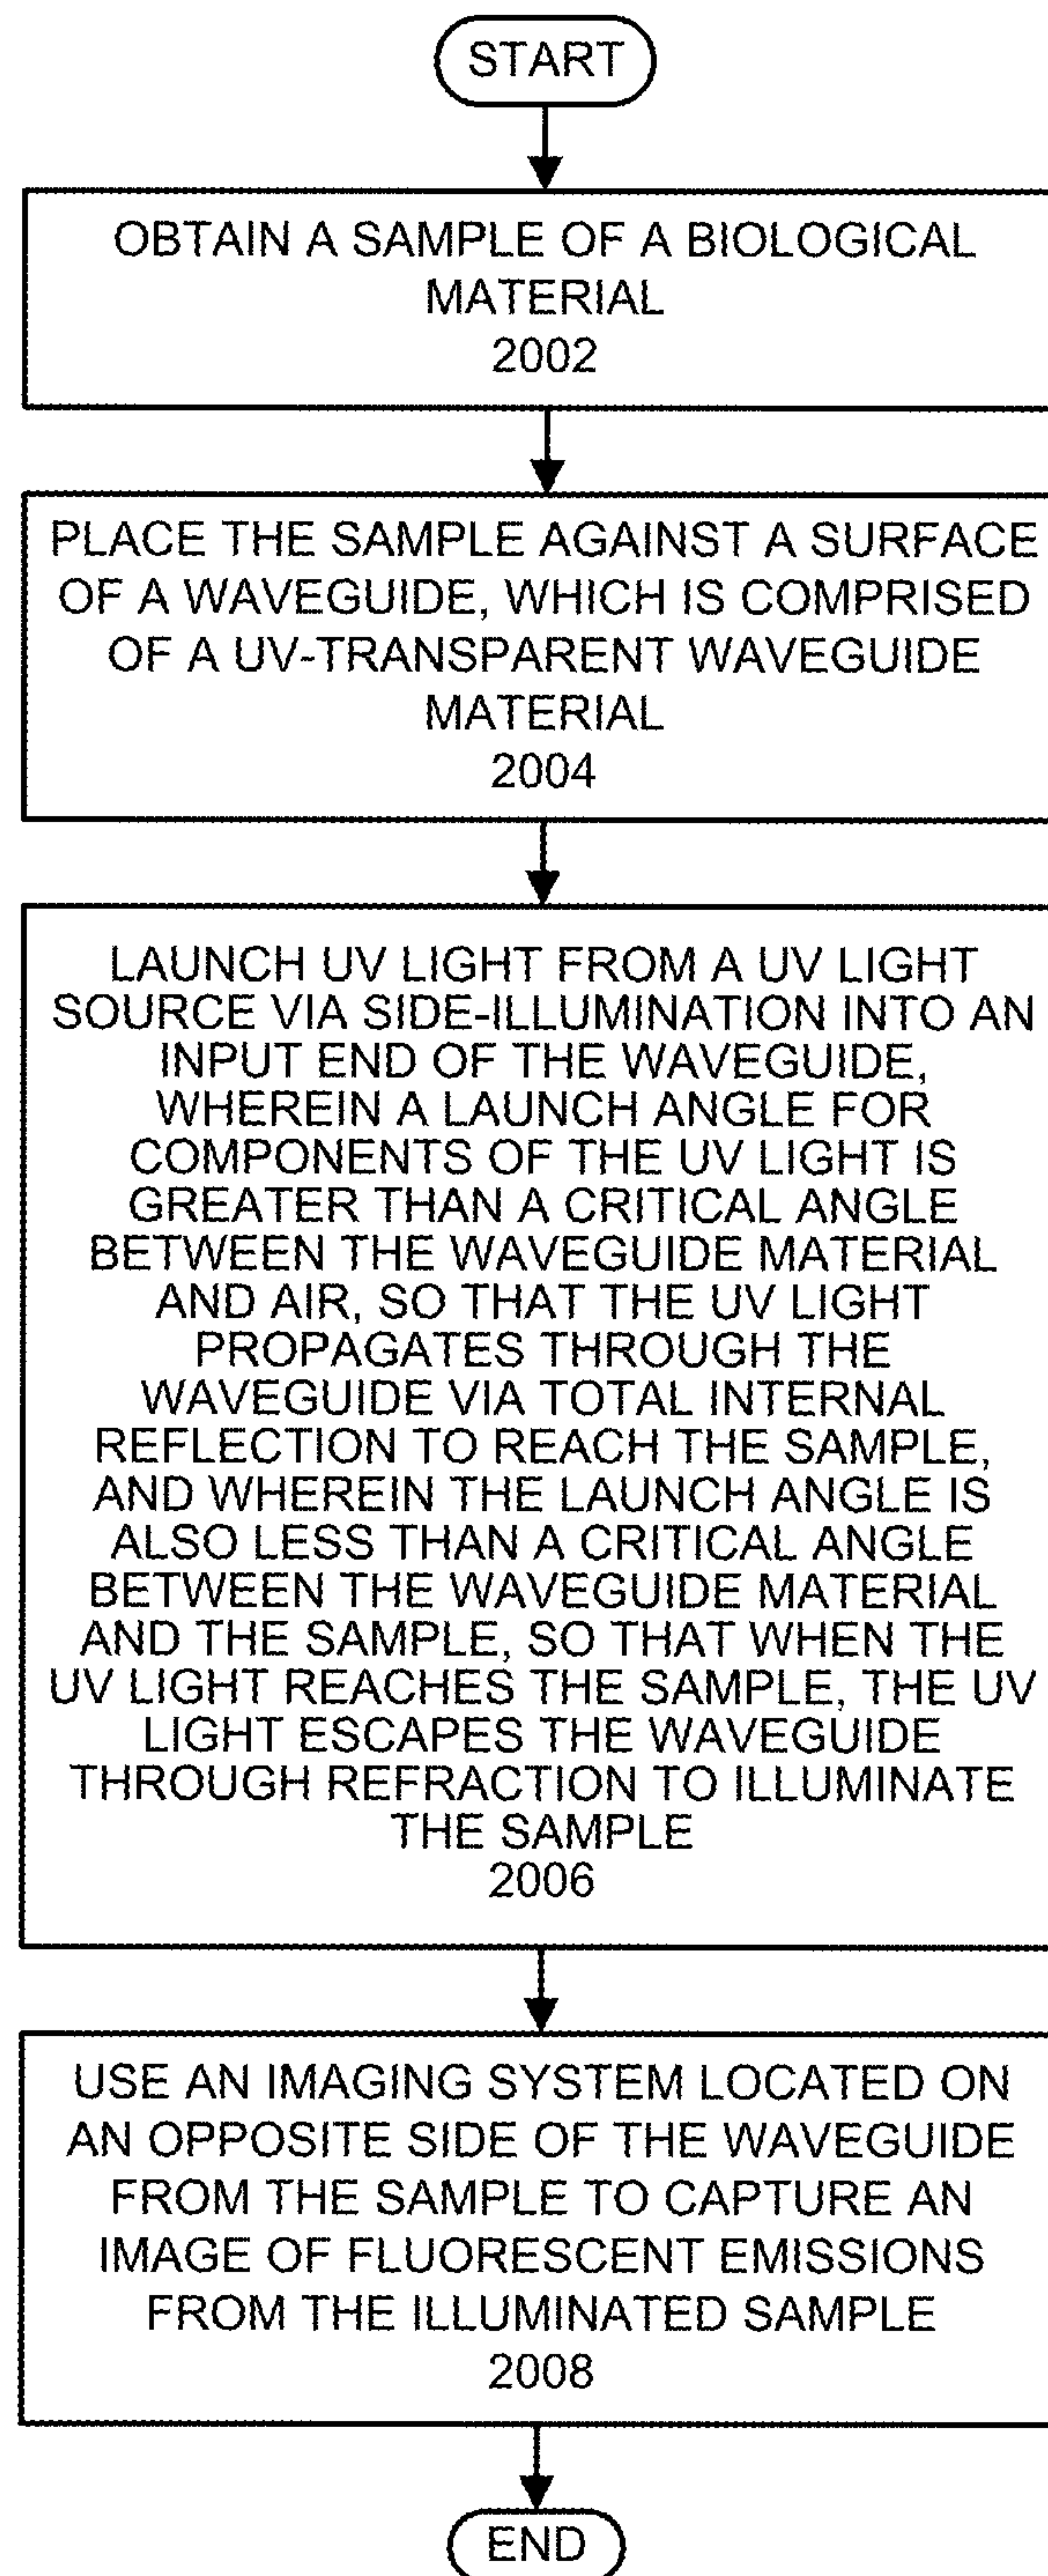 START
OBTAIN A SAMPLE OF A BIOLOGICAL
MATERIAL
2002
PLACE THE SAMPLE AGAINST A SURFACE
OF A WAVEGUIDE, WHICH IS COMPRISED
OF A UV-TRANSPARENT WAVEGUIDE
MATERIAL
2004
LAUNCH UV LIGHT FROM A UV LIGHT
SOURCE VIA SIDE-ILLUMINATION INTO AN
INPUT END OF THE WAVEGUIDE,
WHEREIN A LAUNCH ANGLE FOR
COMPONENTS OF THE UV LIGHT IS
GREATER THAN A CRITICAL ANGLE
BETWEEN THE WAVEGUIDE MATERIAL
AND AIR, SO THAT THE UV LIGHT
PROPAGATES THROUGH THE
WAVEGUIDE VIA TOTAL INTERNAL
REFLECTION TO REACH THE SAMPLE,
AND WHEREIN THE LAUNCH ANGLE IS
ALSO LESS THAN A CRITICAL ANGLE
BETWEEN THE WAVEGUIDE MATERIAL
AND THE SAMPLE, SO THAT WHEN THE
UV LIGHT REACHES THE SAMPLE, THE UV
LIGHT ESCAPES THE WAVEGUIDE
THROUGH REFRACTION TO ILLUMINATE
THE SAMPLE
2006
USE AN IMAGING SYSTEM LOCATED ON
AN OPPOSITE SIDE OF THE WAVEGUIDE
FROM THE SAMPLE TO CAPTURE AN
IMAGE OF FLUORESCENT EMISSIONS
FROM THE ILLUMINATED SAMPLE
2008
END